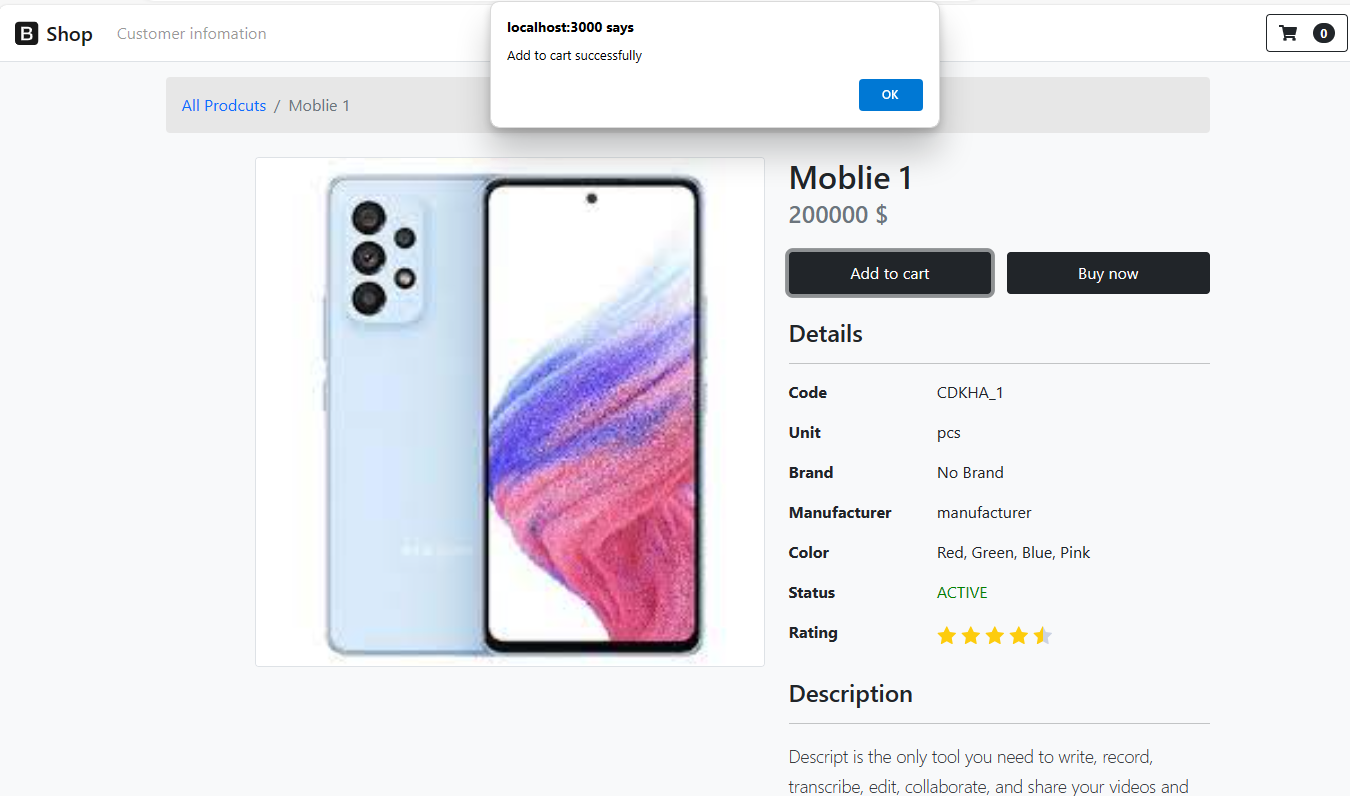 B Shop Customer infomation 0
localhost:3000 says
Add to cart successfully
OK
All Prodcuts / Moblie 1
Moblie 1
200000 $
Add to cart Buy now
Details
Code CDKHA_1
Unit pcs
Brand No Brand
Manufacturer manufacturer
Color Red, Green, Blue, Pink
Status ACTIVE
Rating
Description
Descript is the only tool you need to write, record,
transcribe, edit, collaborate, and share your videos and